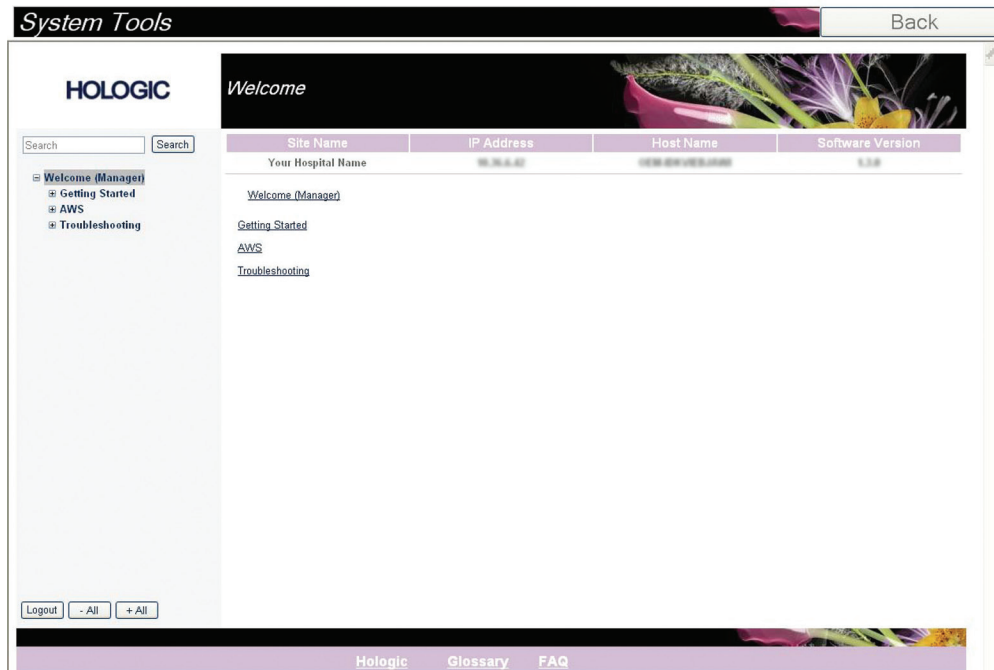 System Tools
Back
HOLOGIC
Welcome
Search Search
Site Name IP Address Host Name Software Version
Your Hospital Name
Welcome (Manager)
Getting Started
AWS
Troubleshooting
Welcome (Manager)
Getting Started
AWS
Troubleshooting
Logout - All + All
Hologic Glossary FAQ